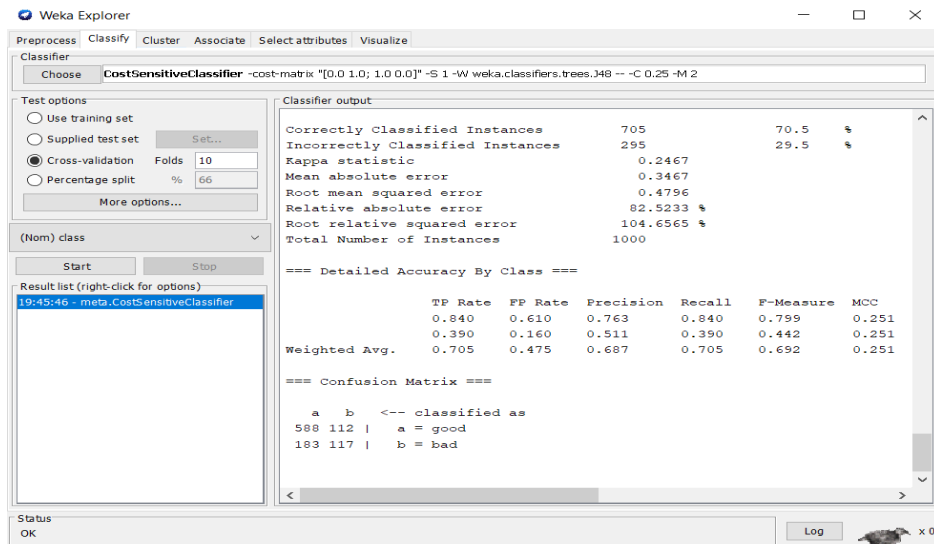 Weka Explorer
Preprocess Classify Cluster Associate Select attributes Visualize
Classifier
Choose CostSensitiveClassifier -cost-matrix "[0.0 1.0; 1.0 0.0]" -S 1 -W weka.classifiers.trees.J48 -- -C 0.25 -M 2
Test options
Use training set
Supplied test set Set...
Cross-validation Folds 10
Percentage split % 66
More options...
(Nom) class
Start Stop
Result list (right-click for options)
19:45:46 - meta.CostSensitiveClassifier
Classifier output
Correctly Classified Instances 705 70.5 %
Incorrectly Classified Instances 295 29.5 %
Kappa statistic 0.2467
Mean absolute error 0.3467
Root mean squared error 0.4796
Relative absolute error 82.5233 %
Root relative squared error 104.6565 %
Total Number of Instances 1000
=== Detailed Accuracy By Class ===
TP Rate FP Rate Precision Recall F-Measure MCC
0.840 0.610 0.763 0.840 0.799 0.251
0.390 0.160 0.511 0.390 0.442 0.251
Weighted Avg. 0.705 0.475 0.687 0.705 0.692 0.251
=== Confusion Matrix ===
a b <-- classified as
588 112 | a = good
183 117 | b = bad
Status
OK
Log
x 0